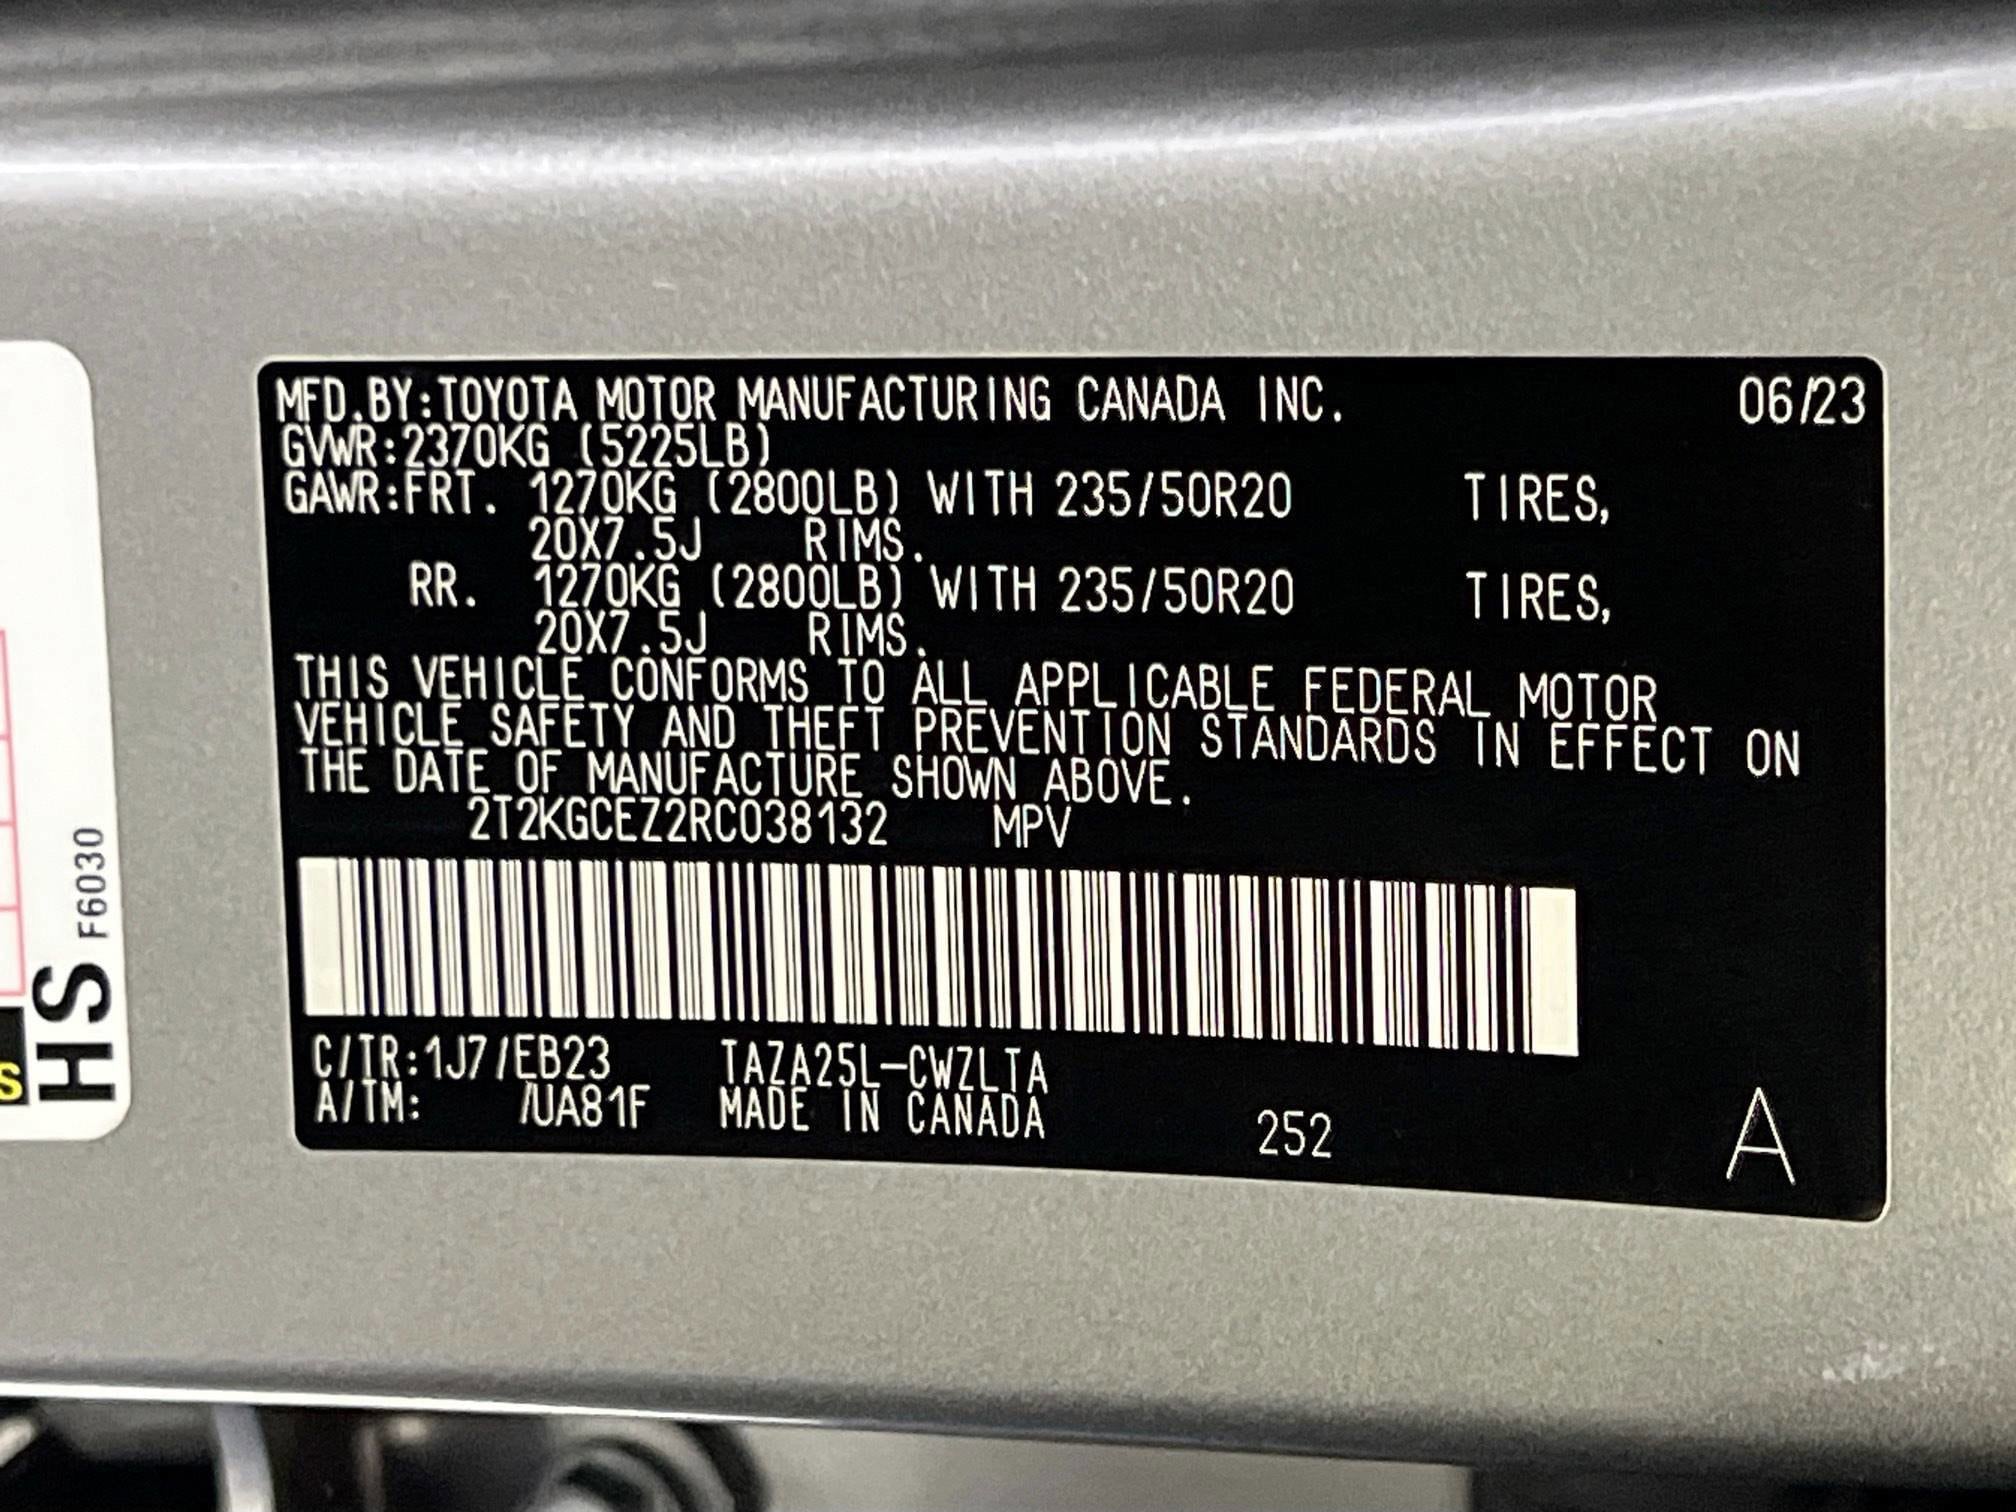 MFD.BY:TOYOTA MOTOR MANUFACTURING CANADA INC. 06/23
GVWR:2370KG (5225LB)
GAWR:FRT. 1270KG (2800LB) WITH 235/50R20 TIRES,
20X7.5J RIMS.
RR. 1270KG (2800LB) WITH 235/50R20 TIRES,
20X7.5J RIMS.
THIS VEHICLE CONFORMS TO ALL APPLICABLE FEDERAL MOTOR
VEHICLE SAFETY AND THEFT PREVENTION STANDARDS IN EFFECT ON
THE DATE OF MANUFACTURE SHOWN ABOVE.
2T2KGCEZ2RC038132 MPV
C/TR:1J7/EB23 TAZA25L-CWZLTA
A/TM: /UA81F MADE IN CANADA
252
A
HS F6030
S